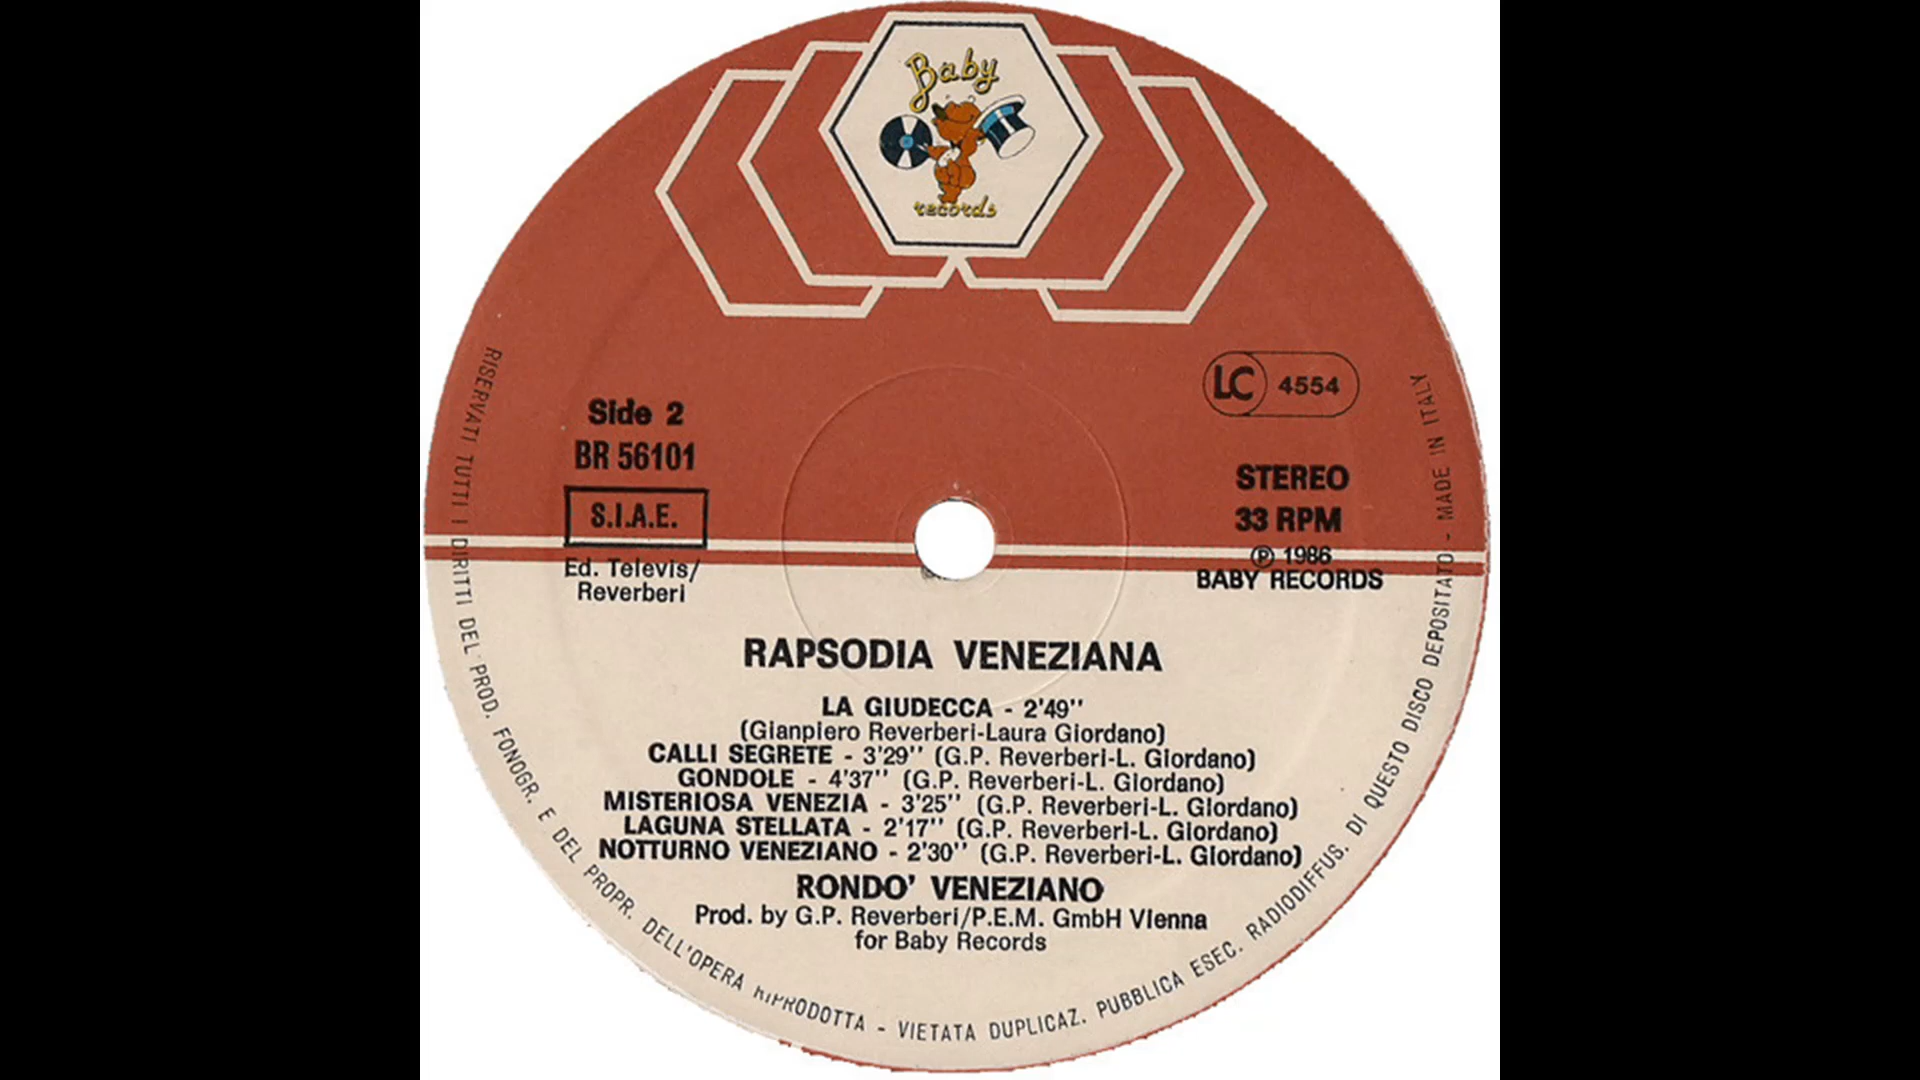 Baby
records
LC 4554
Side 2
BR 56101
S.I.A.E.
Ed. Televis/
Reverberi
STEREO
33 RPM
℗ 1986
BABY RECORDS
RAPSODIA VENEZIANA
LA GIUDECCA - 2'49''
(Gianpiero Reverberi-Laura Giordano)
CALLI SEGRETE - 3'29'' (G.P. Reverberi-L. Giordano)
GONDOLE - 4'37'' (G.P. Reverberi-L. Giordano)
MISTERIOSA VENEZIA - 3'25'' (G.P. Reverberi-L. Giordano)
LAGUNA STELLATA - 2'17'' (G.P. Reverberi-L. Giordano)
NOTTURNO VENEZIANO - 2'30'' (G.P. Reverberi-L. Giordano)
RONDO' VENEZIANO
Prod. by G.P. Reverberi/P.E.M. GmbH Vienna
for Baby Records
RISERVATI TUTTI I DIRITTI DEL PROD. FONOGR. E DEL PROPR. DELL'OPERA RIPRODOTTA - VIETATA DUPLICAZ. PUBBLICA ESEC. RADIODIFFUS. DI QUESTO DISCO DEPOSITATO - MADE IN ITALY